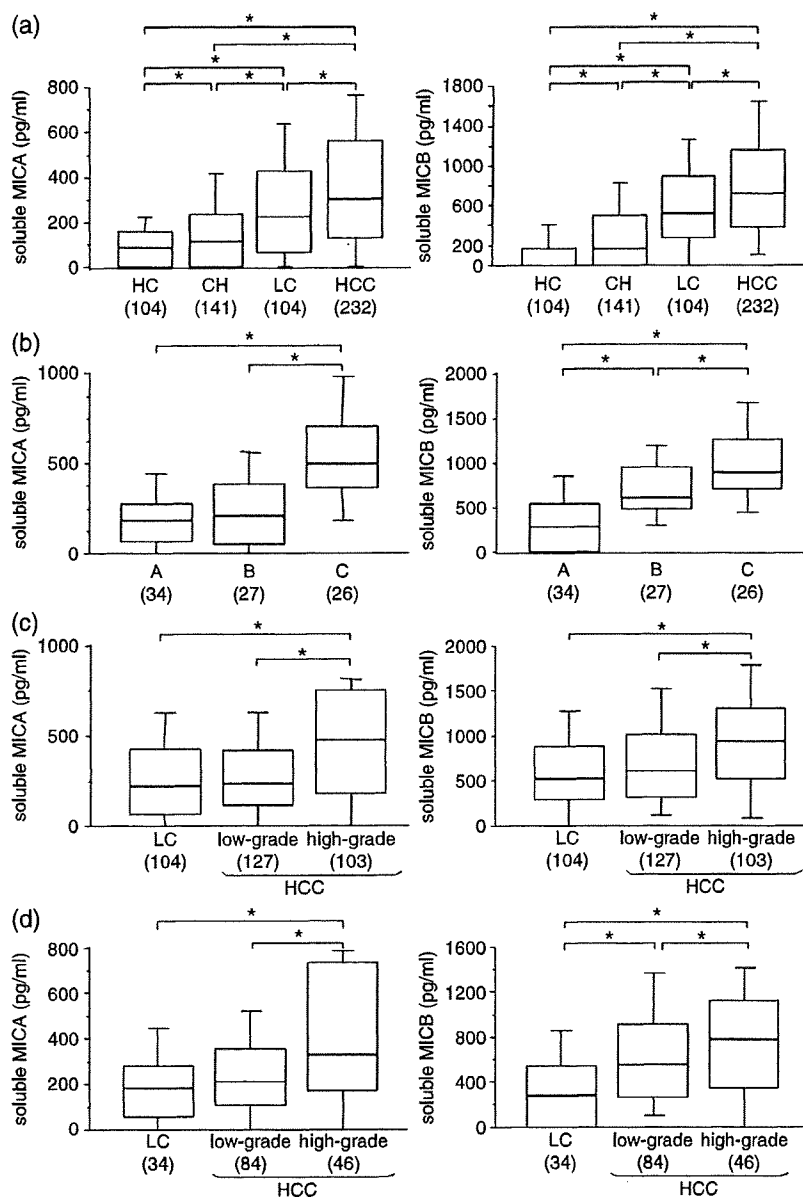 (a)
* * * * * *
soluble MICA (pg/ml)
800
600
400
200
0
HC CH LC HCC
(104) (141) (104) (232)
* * * * * *
soluble MICB (pg/ml)
1800
1400
1000
600
200
0
HC CH LC HCC
(104) (141) (104) (232)
(b)
* *
soluble MICA (pg/ml)
1000
500
0
A B C
(34) (27) (26)
* * *
soluble MICB (pg/ml)
2000
1500
1000
500
0
A B C
(34) (27) (26)
(c)
* *
soluble MICA (pg/ml)
1000
500
0
LC low-grade high-grade
(104) (127) (103)
HCC
* *
soluble MICB (pg/ml)
2000
1500
1000
500
0
LC low-grade high-grade
(104) (127) (103)
HCC
(d)
* *
soluble MICA (pg/ml)
800
600
400
200
0
LC low-grade high-grade
(34) (84) (46)
HCC
* * *
soluble MICB (pg/ml)
1600
1200
800
400
0
LC low-grade high-grade
(34) (84) (46)
HCC